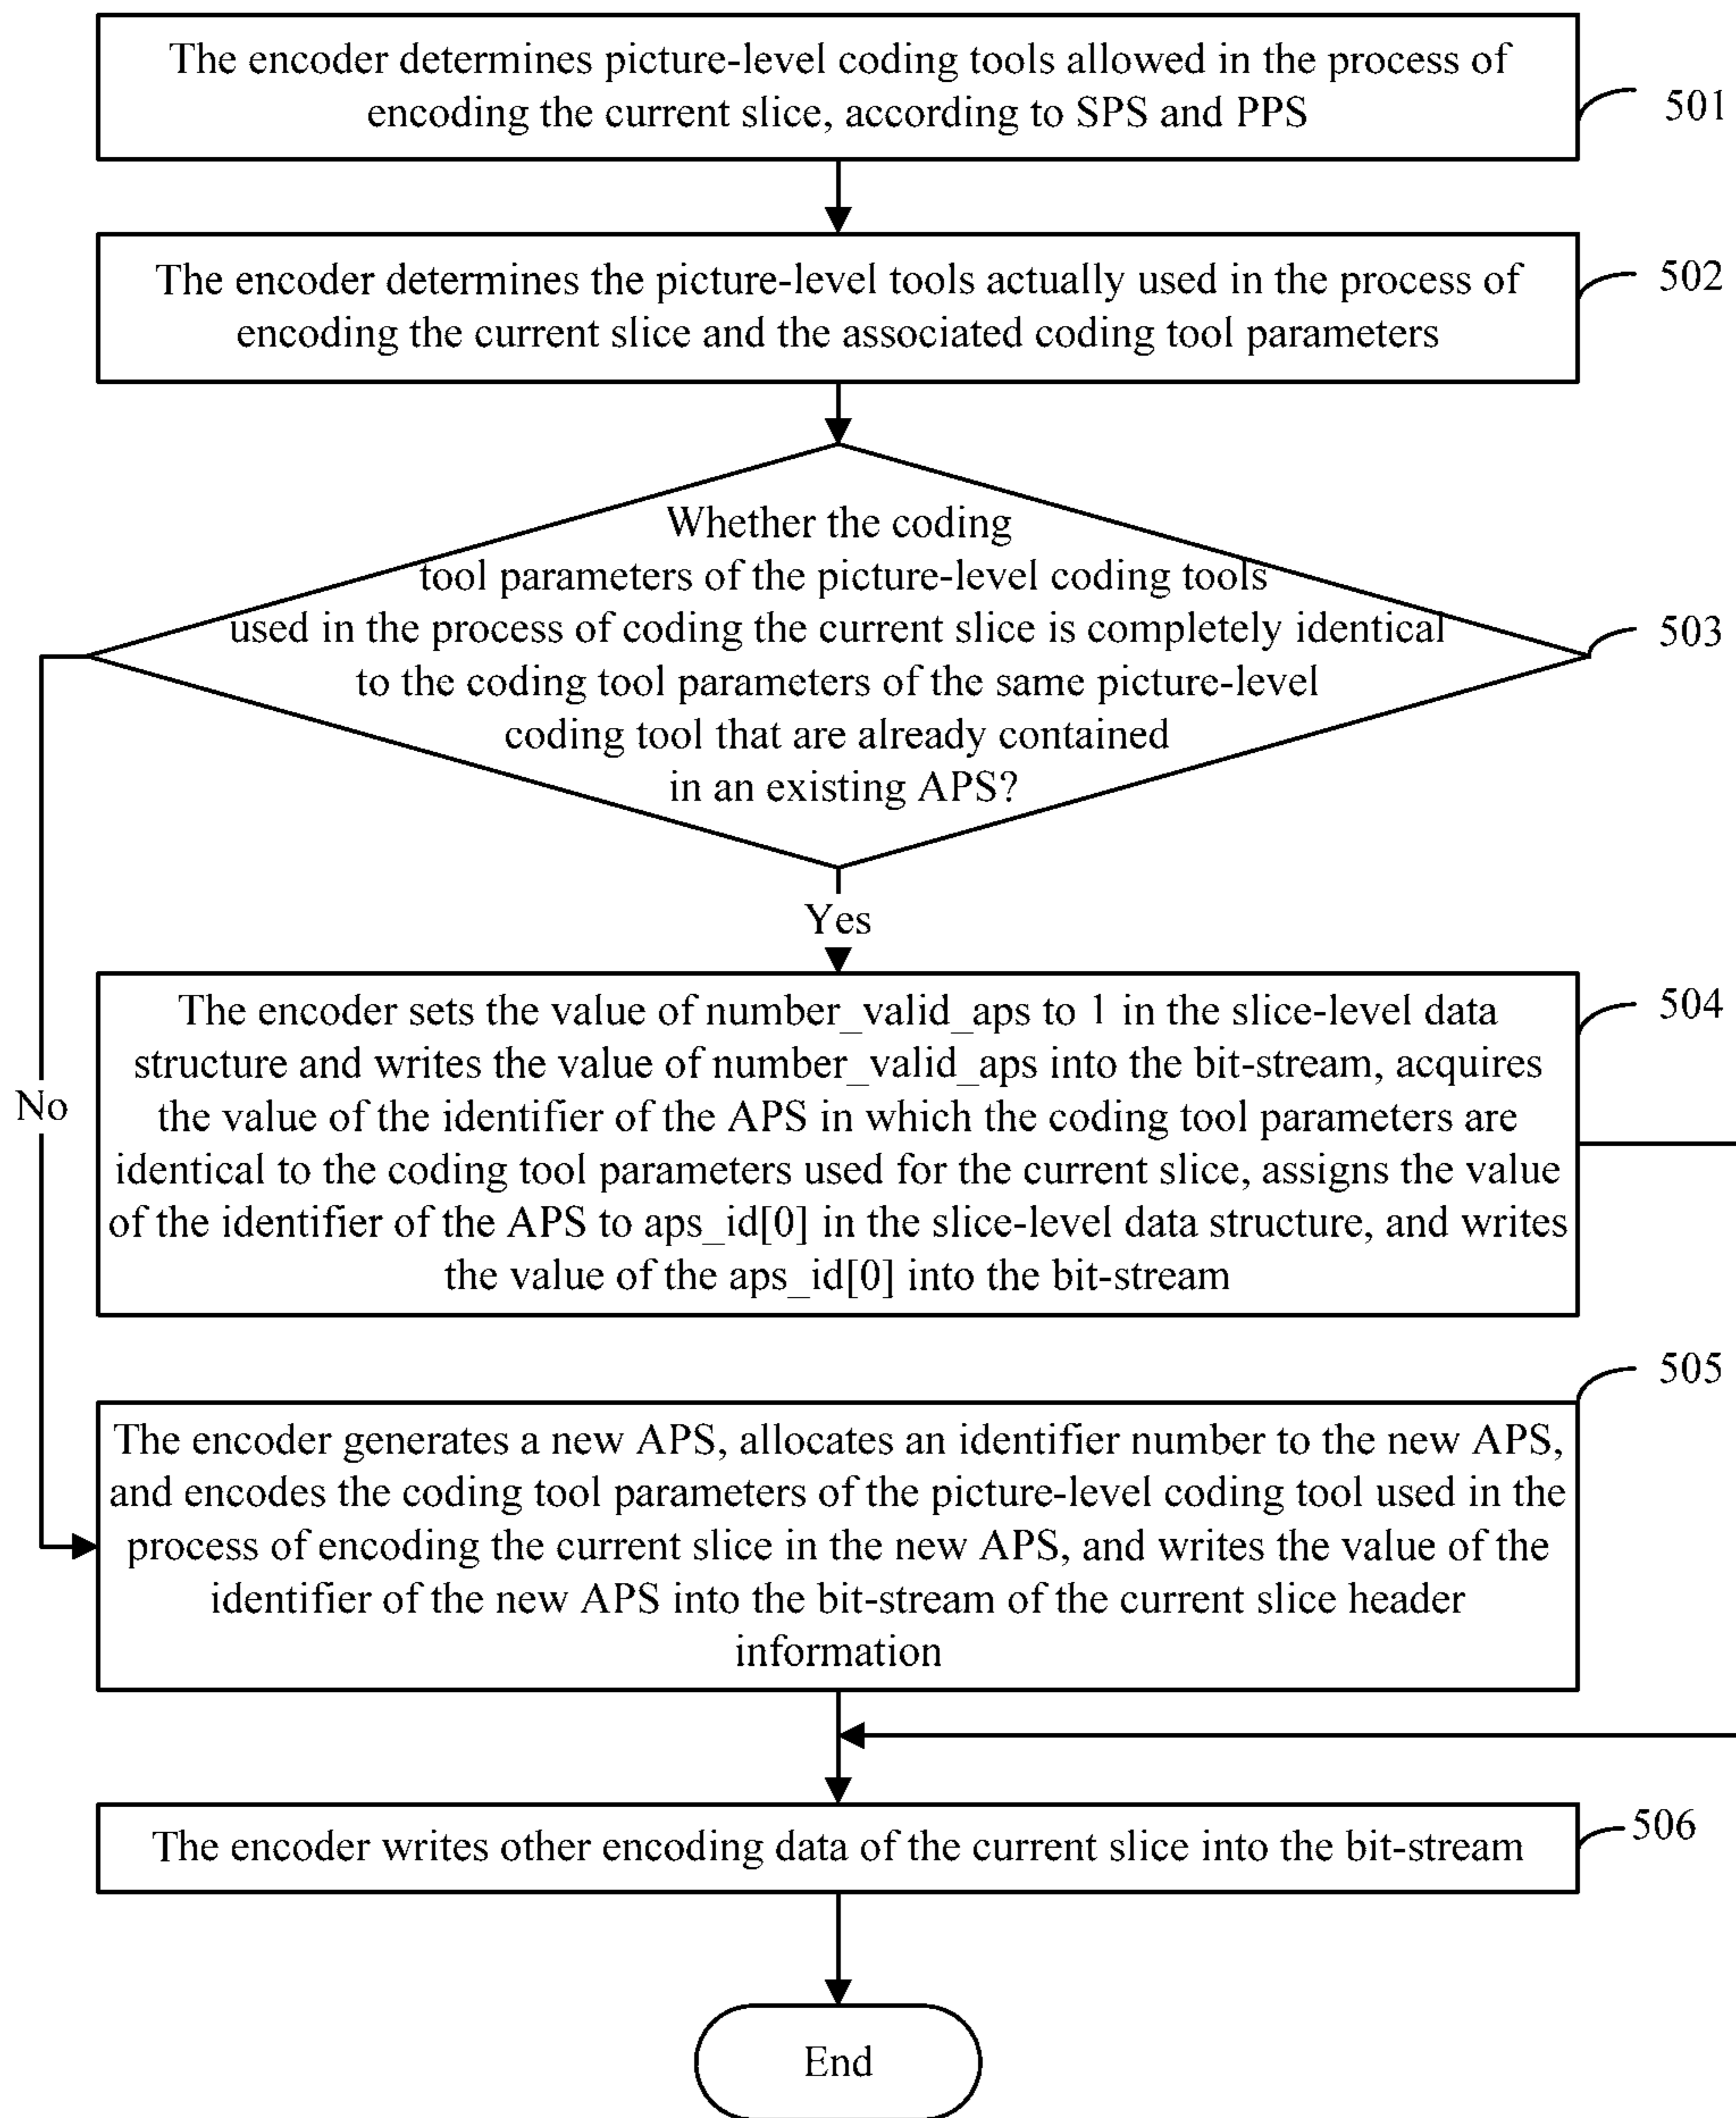 The encoder determines picture-level coding tools allowed in the process of
encoding the current slice, according to SPS and PPS
501
The encoder determines the picture-level tools actually used in the process of
encoding the current slice and the associated coding tool parameters
502
Whether the coding
tool parameters of the picture-level coding tools
used in the process of coding the current slice is completely identical
to the coding tool parameters of the same picture-level
coding tool that are already contained
in an existing APS?
503
Yes
No
The encoder sets the value of number_valid_aps to 1 in the slice-level data
structure and writes the value of number_valid_aps into the bit-stream, acquires
the value of the identifier of the APS in which the coding tool parameters are
identical to the coding tool parameters used for the current slice, assigns the value
of the identifier of the APS to aps_id[0] in the slice-level data structure, and writes
the value of the aps_id[0] into the bit-stream
504
The encoder generates a new APS, allocates an identifier number to the new APS,
and encodes the coding tool parameters of the picture-level coding tool used in the
process of encoding the current slice in the new APS, and writes the value of the
identifier of the new APS into the bit-stream of the current slice header
information
505
The encoder writes other encoding data of the current slice into the bit-stream
506
End